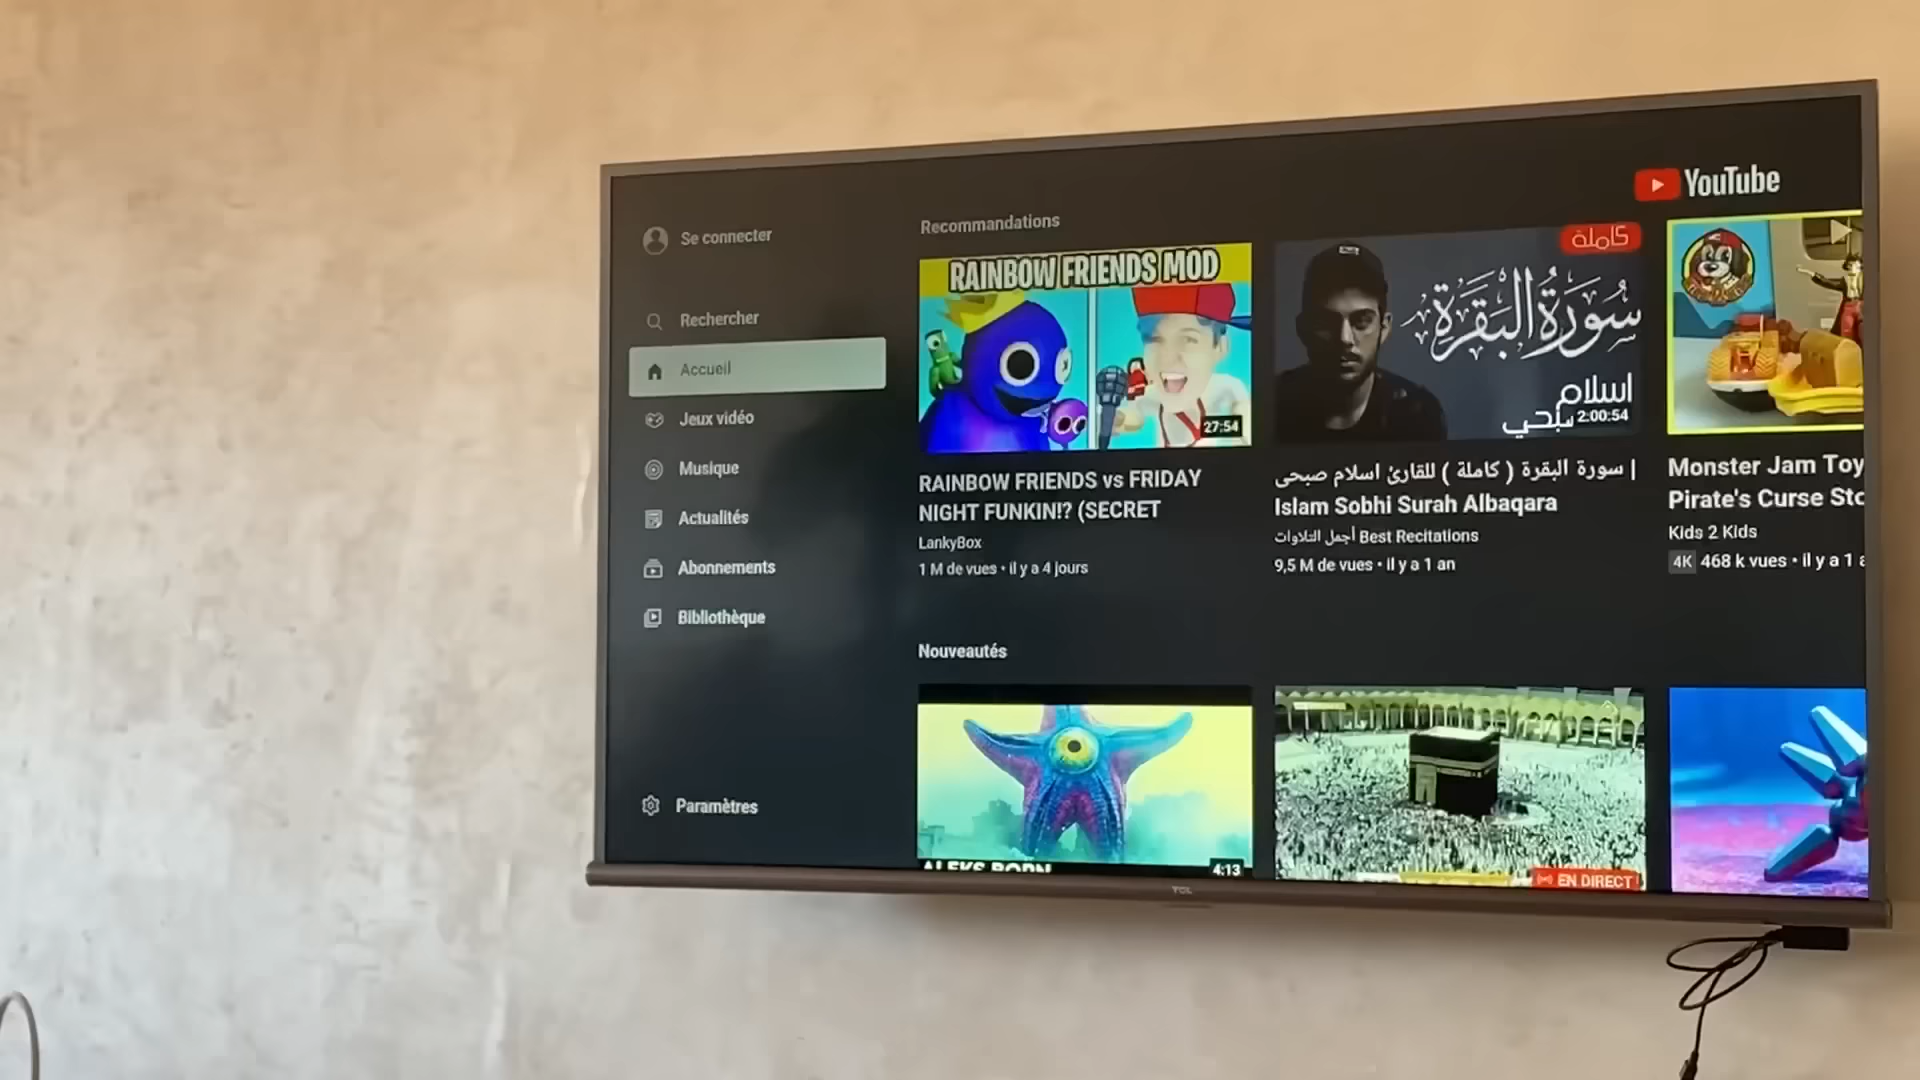 YouTube
Se connecter
Rechercher
Accueil
Jeux vidéo
Musique
Actualités
Abonnements
Bibliothèque
Paramètres
Recommandations
RAINBOW FRIENDS MOD
27:54
RAINBOW FRIENDS vs FRIDAY
NIGHT FUNKIN!? (SECRET
LankyBox
1 M de vues • il y a 4 jours
كاملة
سُورَةُ البَقَرَة
اسلام
صبحي
2:00:54
سورة البقرة ( كاملة ) للقارئ اسلام صبحى |
Islam Sobhi Surah Albaqara
أجمل التلاوات Best Recitations
9,5 M de vues • il y a 1 an
Monster Jam Toy
Pirate's Curse Sto
Kids 2 Kids
4K 468 k vues • il y a 1 a
Nouveautés
ALEKS BORN
4:13
EN DIRECT
TCL